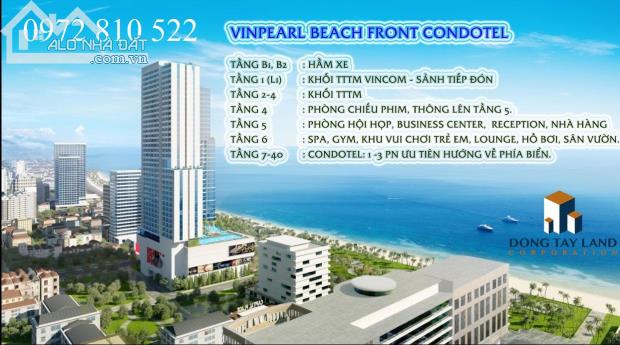 0972 810 522
ALO NHÀ ĐẤT
.com.vn
VINPEARL BEACH FRONT CONDOTEL
TẦNG B1, B2 : HẦM XE
TẦNG 1 (L1) : KHỐI TTTM VINCOM - SẢNH TIẾP ĐÓN
TẦNG 2-4 : KHỐI TTTM
TẦNG 4 : PHÒNG CHIẾU PHIM, THÔNG LÊN TẦNG 5.
TẦNG 5 : PHÒNG HỘI HỌP, BUSINESS CENTER, RECEPTION, NHÀ HÀNG
TẦNG 6 : SPA, GYM, KHU VUI CHƠI TRẺ EM, LOUNGE, HỒ BƠI, SÂN VƯỜN.
TẦNG 7-40 : CONDOTEL: 1 -3 PN ƯU TIÊN HƯỚNG VỀ PHÍA BIỂN.
DONG TAY LAND
CORPORATION